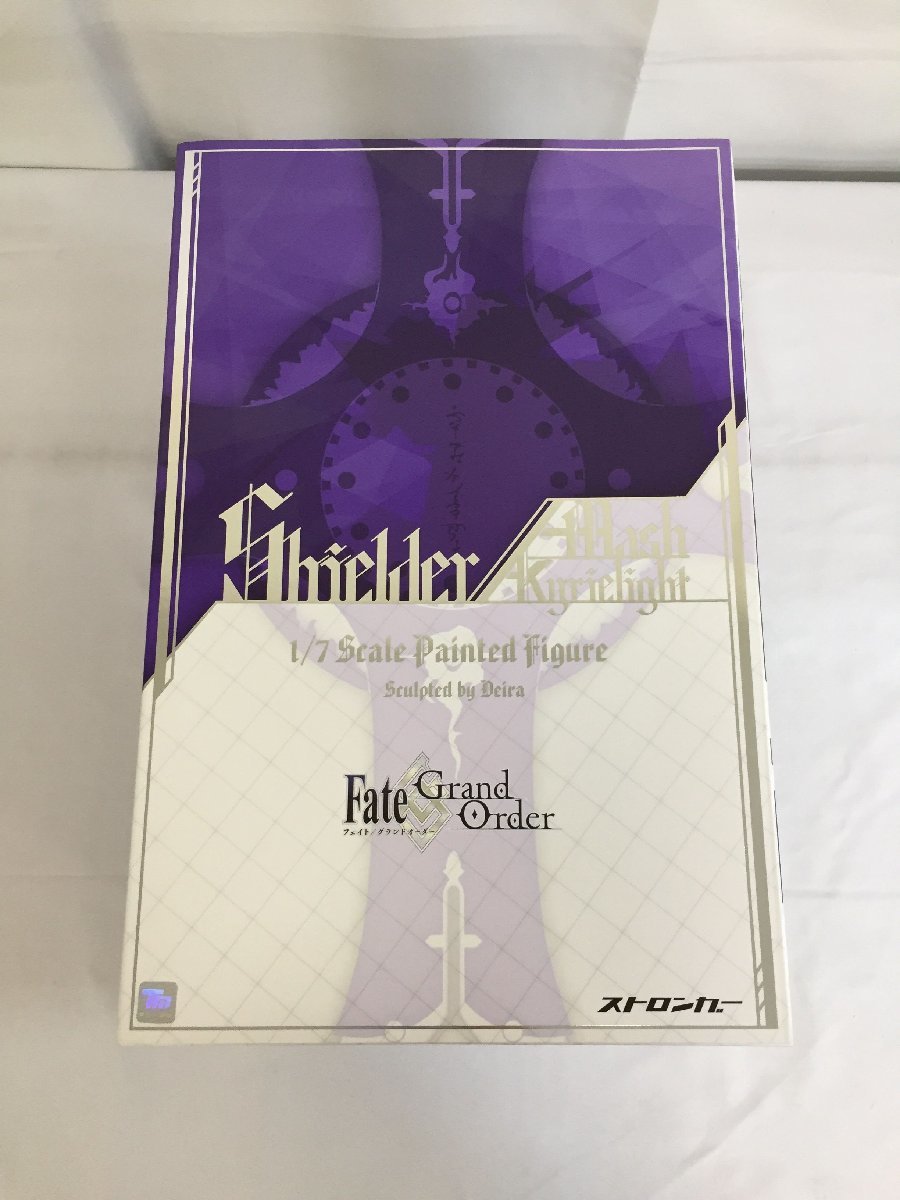 Shielder
Mash
Kyrielight
1/7 Scale Painted Figure
Sculpted by Deira
Fate
Grand
Order
フェイト/グランドオーダー
ストロンガー